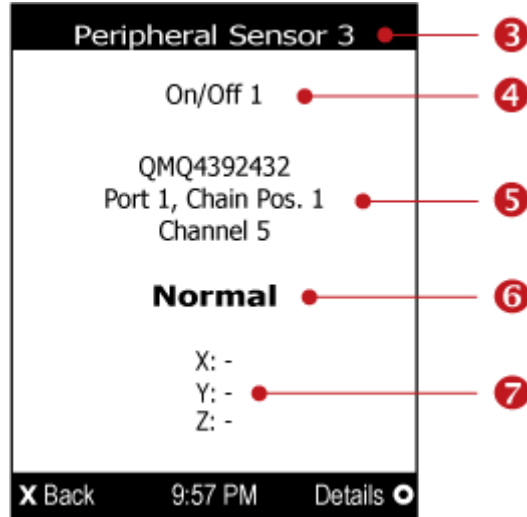 Peripheral Sensor 3
3
On/Off 1
4
QMQ4392432
Port 1, Chain Pos. 1
5
Channel 5
Normal
6
X: -
Y: -
7
Z: -
X Back 9:57 PM Details O